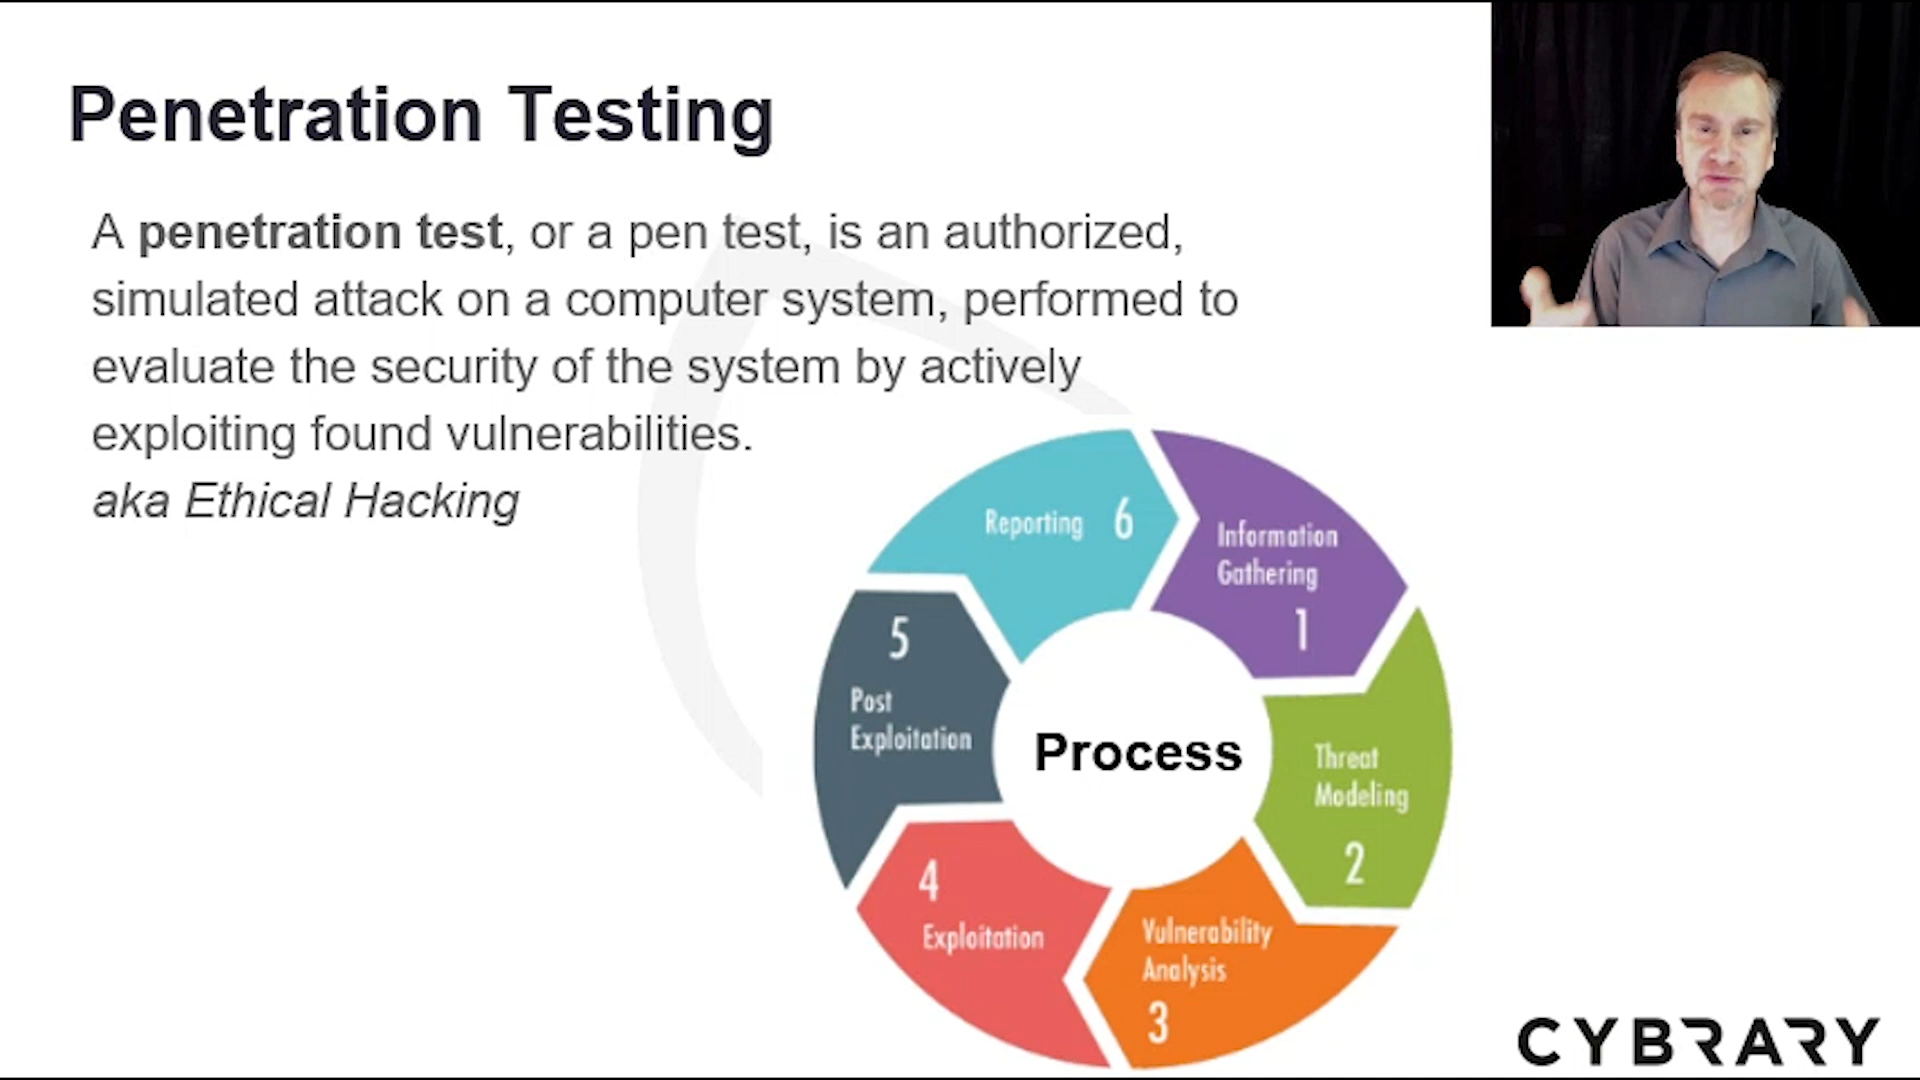 Penetration Testing
A penetration test, or a pen test, is an authorized,
simulated attack on a computer system, performed to
evaluate the security of the system by actively
exploiting found vulnerabilities.
aka Ethical Hacking
Information
Gathering
1
Threat
Modeling
2
Vulnerability
Analysis
3
4
Exploitation
5
Post
Exploitation
Reporting 6
Process
CYBRARY